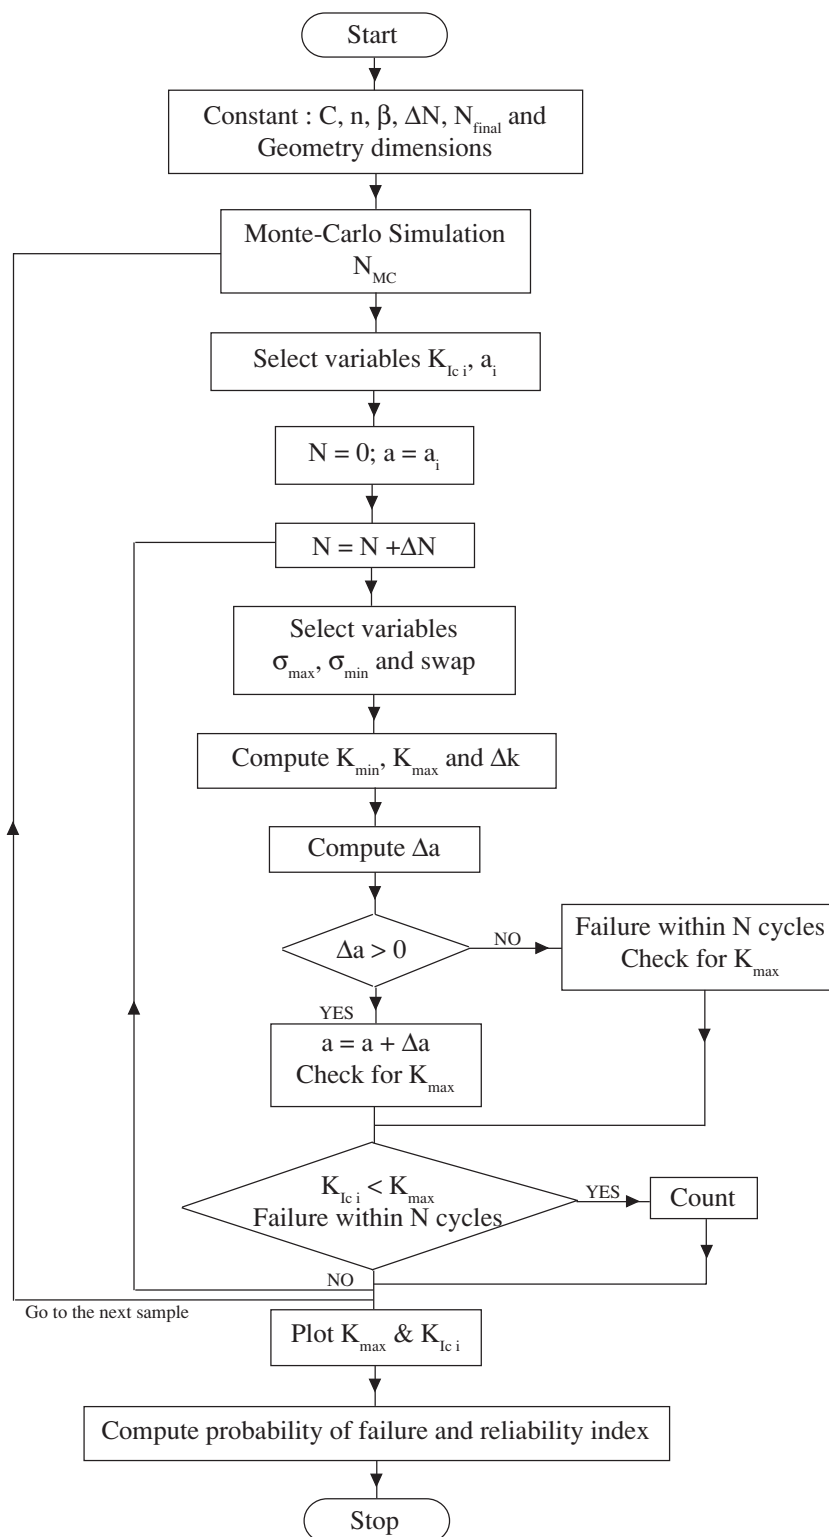 Start
Constant : C, n, β, ΔN, N_final and
Geometry dimensions
Monte-Carlo Simulation
N_MC
Select variables K_Ic i, a_i
N = 0; a = a_i
N = N +ΔN
Select variables
σ_max, σ_min and swap
Compute K_min, K_max and Δk
Compute Δa
Δa > 0
NO
Failure within N cycles
Check for K_max
YES
a = a + Δa
Check for K_max
K_Ic i < K_max
Failure within N cycles
YES
Count
NO
Go to the next sample
Plot K_max & K_Ic i
Compute probability of failure and reliability index
Stop